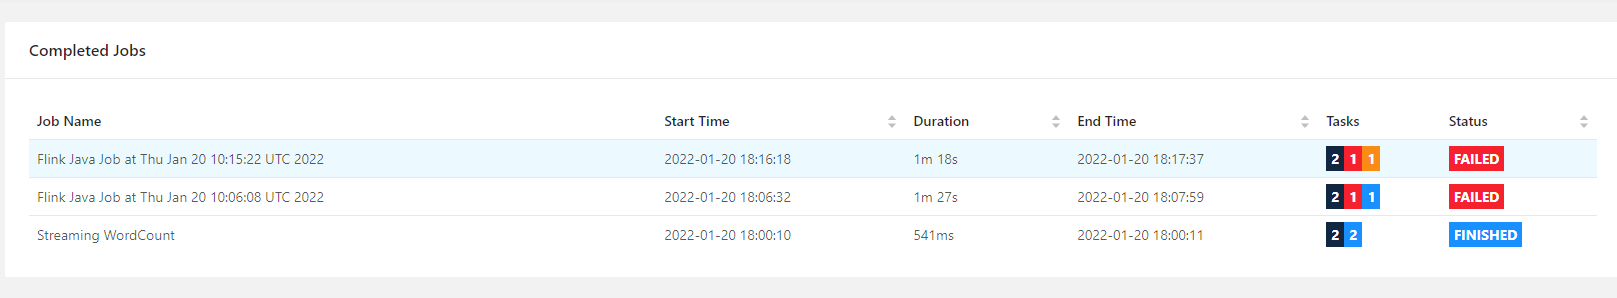 Completed Jobs
Job Name Start Time Duration End Time Tasks Status
Flink Java Job at Thu Jan 20 10:15:22 UTC 2022 2022-01-20 18:16:18 1m 18s 2022-01-20 18:17:37 2 1 1 FAILED
Flink Java Job at Thu Jan 20 10:06:08 UTC 2022 2022-01-20 18:06:32 1m 27s 2022-01-20 18:07:59 2 1 1 FAILED
Streaming WordCount 2022-01-20 18:00:10 541ms 2022-01-20 18:00:11 2 2 FINISHED